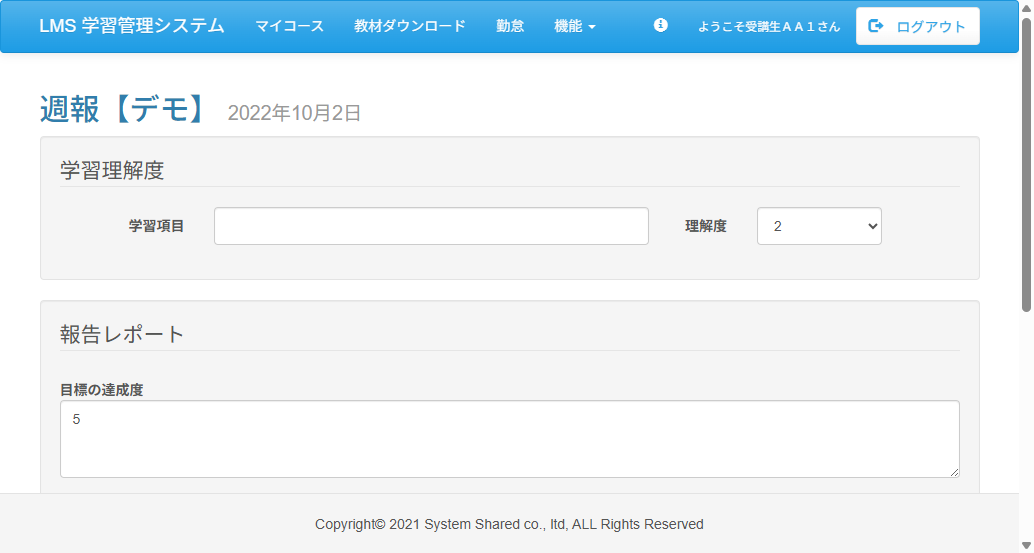 LMS 学習管理システム マイコース 教材ダウンロード 勤怠 機能 ようこそ受講生ＡＡ１さん ログアウト
週報【デモ】 2022年10月2日
学習理解度
学習項目 理解度 2
報告レポート
目標の達成度
5
Copyright© 2021 System Shared co., ltd, ALL Rights Reserved